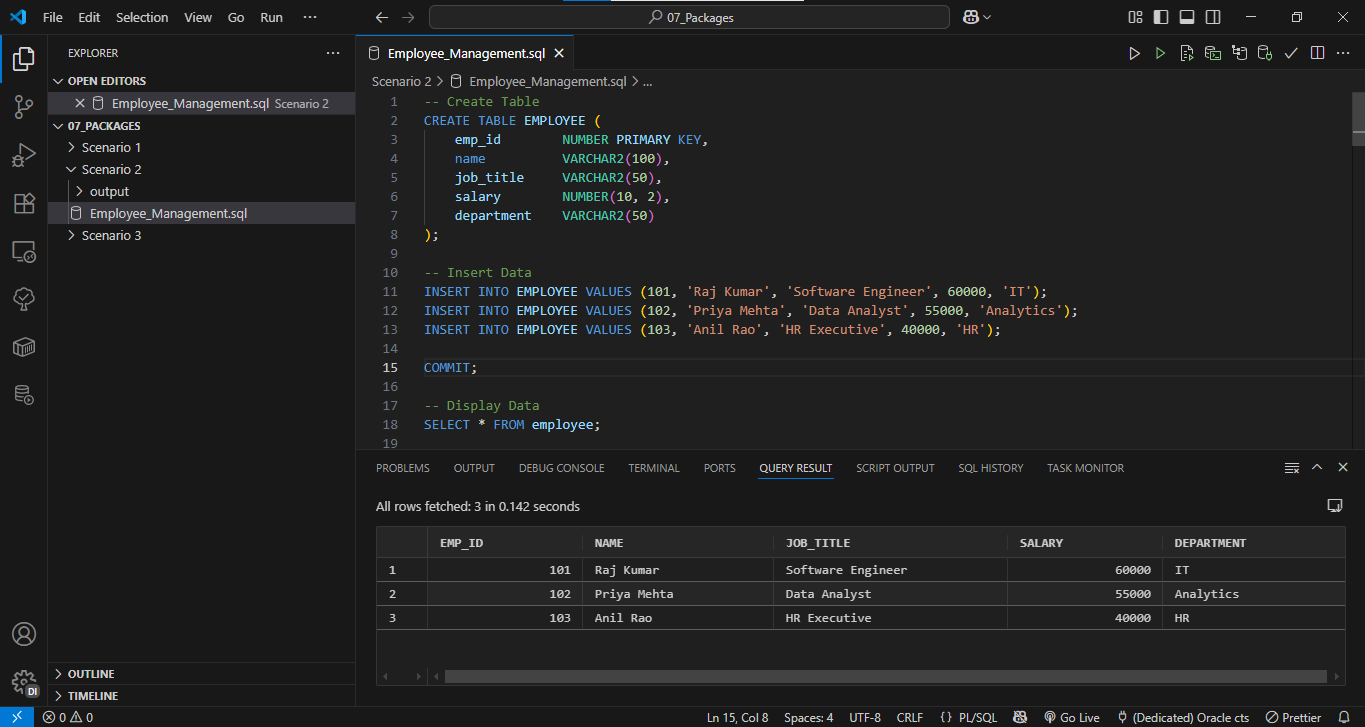 File Edit Selection View Go Run ··· 07_Packages
EXPLORER ···
OPEN EDITORS
Employee_Management.sql Scenario 2
07_PACKAGES
Scenario 1
Scenario 2
output
Employee_Management.sql
Scenario 3
OUTLINE
TIMELINE
Employee_Management.sql
Scenario 2 > Employee_Management.sql > ...
1 -- Create Table
2 CREATE TABLE EMPLOYEE (
3 emp_id NUMBER PRIMARY KEY,
4 name VARCHAR2(100),
5 job_title VARCHAR2(50),
6 salary NUMBER(10, 2),
7 department VARCHAR2(50)
8 );
9
10 -- Insert Data
11 INSERT INTO EMPLOYEE VALUES (101, 'Raj Kumar', 'Software Engineer', 60000, 'IT');
12 INSERT INTO EMPLOYEE VALUES (102, 'Priya Mehta', 'Data Analyst', 55000, 'Analytics');
13 INSERT INTO EMPLOYEE VALUES (103, 'Anil Rao', 'HR Executive', 40000, 'HR');
14
15 COMMIT;
16
17 -- Display Data
18 SELECT * FROM employee;
19
PROBLEMS OUTPUT DEBUG CONSOLE TERMINAL PORTS QUERY RESULT SCRIPT OUTPUT SQL HISTORY TASK MONITOR
All rows fetched: 3 in 0.142 seconds
EMP_ID NAME JOB_TITLE SALARY DEPARTMENT
1 101 Raj Kumar Software Engineer 60000 IT
2 102 Priya Mehta Data Analyst 55000 Analytics
3 103 Anil Rao HR Executive 40000 HR
DI
0 0 Ln 15, Col 8 Spaces: 4 UTF-8 CRLF {} PL/SQL Go Live (Dedicated) Oracle cts Prettier